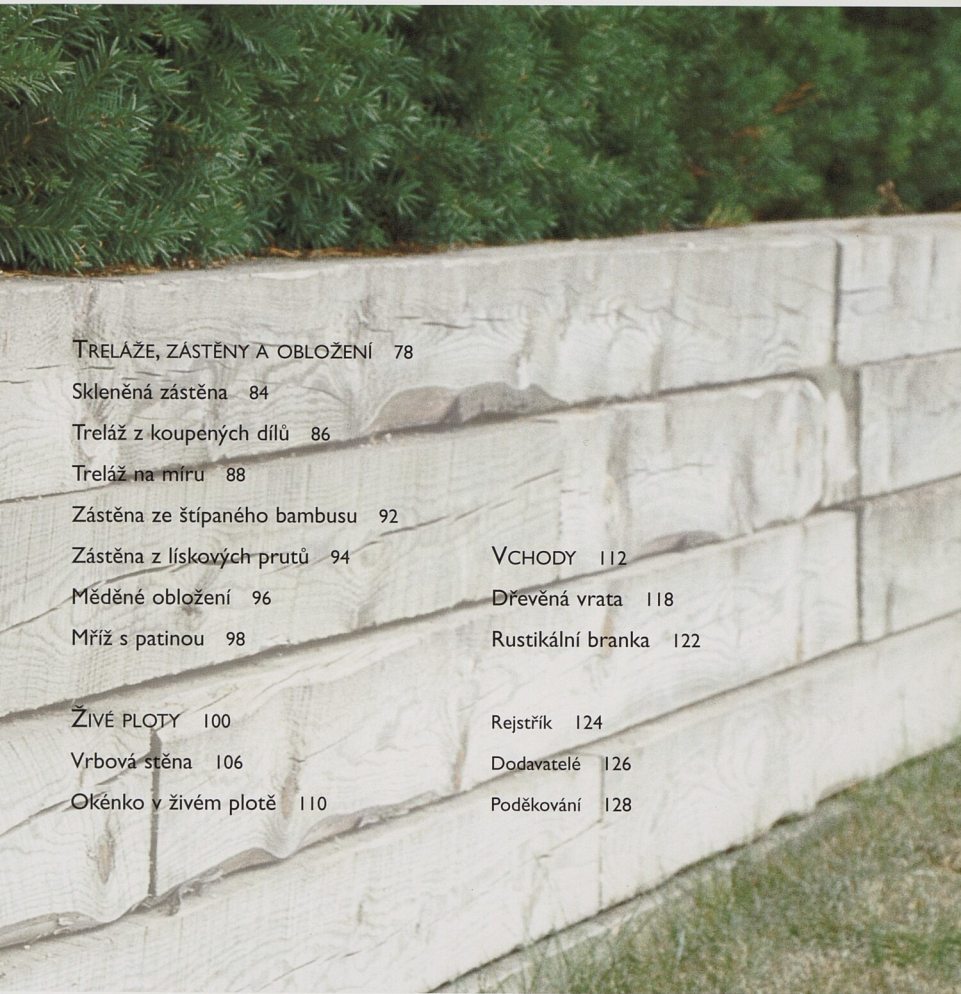 TRELÁŽE, ZÁSTĚNY A OBLOŽENÍ 78
Skleněná zástěna 84
Treláž z koupených dílů 86
Treláž na míru 88
Zástěna ze štípaného bambusu 92
Zástěna z lískových prutů 94
Měděné obložení 96
Mříž s patinou 98
ŽIVÉ PLOTY 100
Vrbová stěna 106
Okénko v živém plotě 110
VCHODY 112
Dřevěná vrata 118
Rustikální branka 122
Rejstřík 124
Dodavatelé 126
Poděkování 128